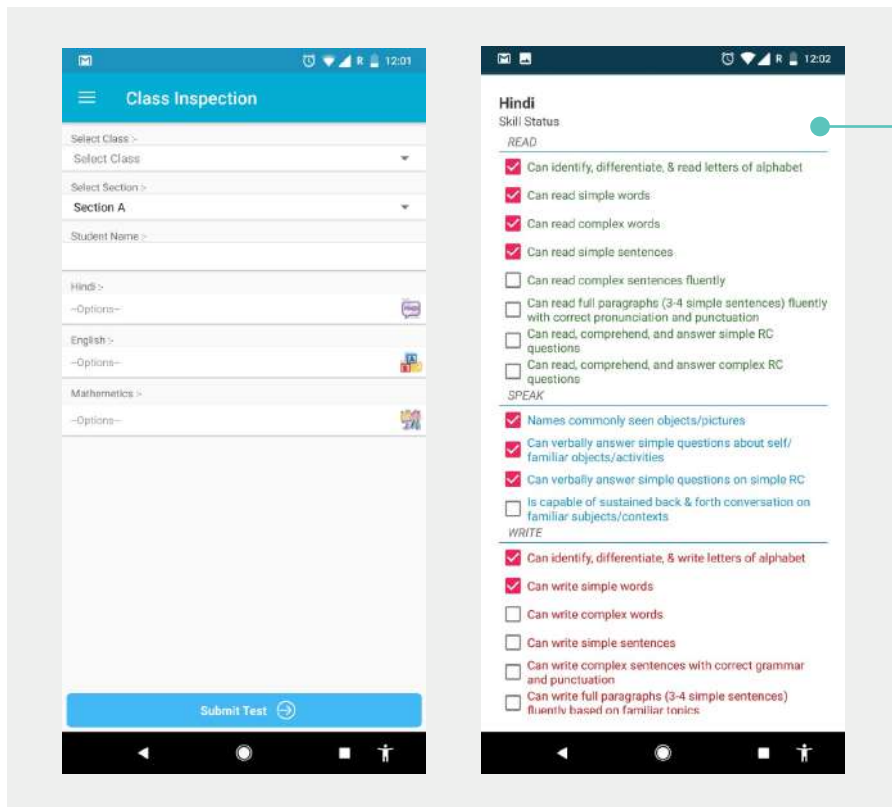 R 12:01
Class Inspection
Select Class :-
Select Class
Select Section :-
Section A
Student Name :-
Hindi :-
--Options--
English :-
--Options--
Mathematics :-
--Options--
Submit Test
R 12:02
Hindi
Skill Status
READ
Can identify, differentiate, & read letters of alphabet
Can read simple words
Can read complex words
Can read simple sentences
Can read complex sentences fluently
Can read full paragraphs (3-4 simple sentences) fluently
with correct pronunciation and punctuation
Can read, comprehend, and answer simple RC
questions
Can read, comprehend, and answer complex RC
questions
SPEAK
Names commonly seen objects/pictures
Can verbally answer simple questions about self/
familiar objects/activities
Can verbally answer simple questions on simple RC
Is capable of sustained back & forth conversation on
familiar subjects/contexts
WRITE
Can identify, differentiate, & write letters of alphabet
Can write simple words
Can write complex words
Can write simple sentences
Can write complex sentences with correct grammar
and punctuation
Can write full paragraphs (3-4 simple sentences)
fluently based on familiar topics